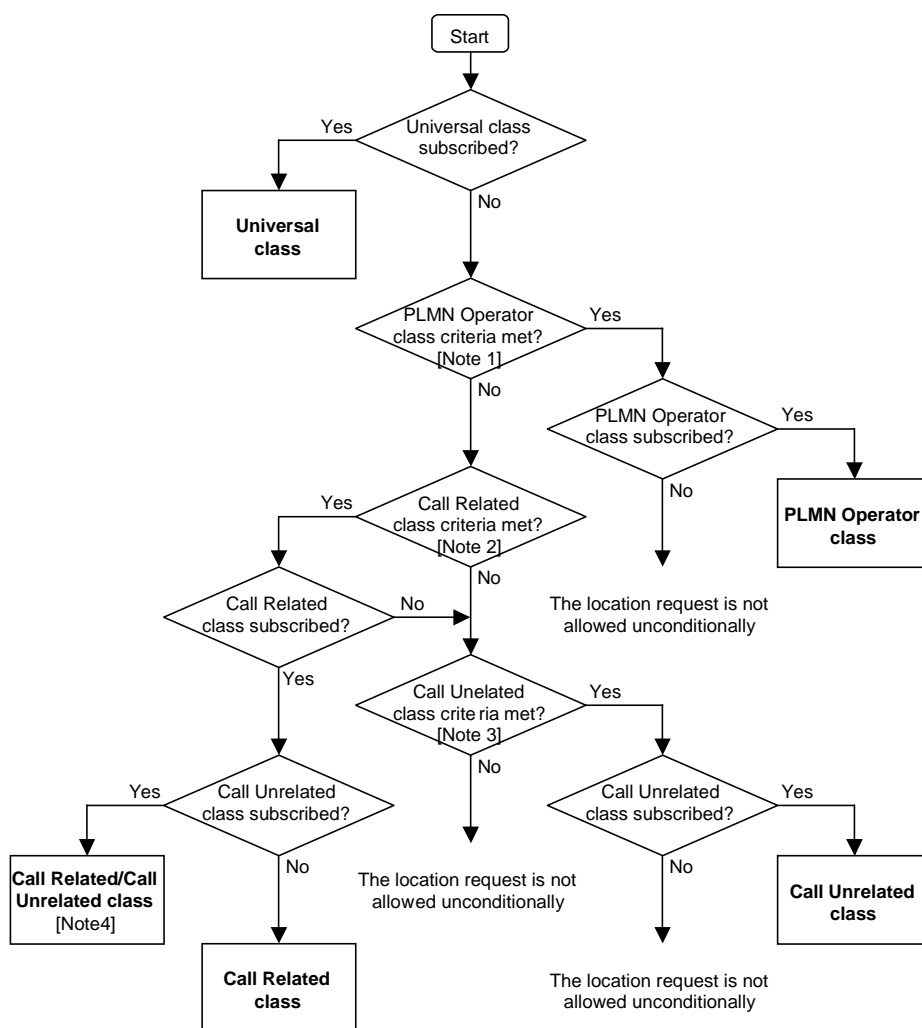 Start
Universal class
subscribed?
Yes
No
Universal
class
PLMN Operator
class criteria met?
[Note 1]
Yes
No
PLMN Operator
class subscribed?
Yes
No
PLMN Operator
class
The location request is not
allowed unconditionally
Call Related
class criteria met?
[Note 2]
Yes
No
Call Related
class subscribed?
No
Yes
Call Unelated
class criteria met?
[Note 3]
Yes
No
Call Unrelated
class subscribed?
Yes
No
Call Related/Call
Unrelated class
[Note4]
Call Related
class
The location request is not
allowed unconditionally
Call Unrelated
class subscribed?
Yes
No
Call Unrelated
class
The location request is not
allowed unconditionally